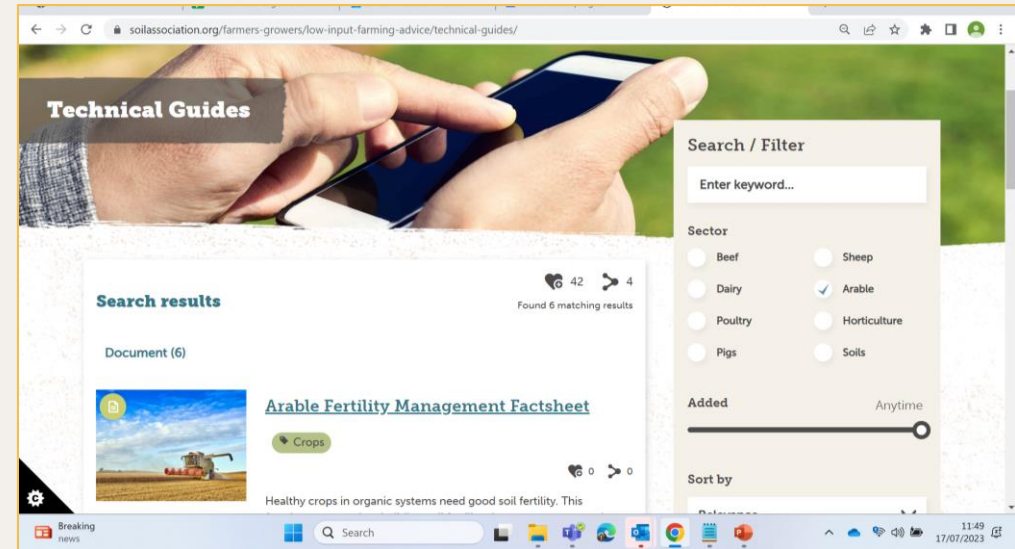 soilassociation.org/farmers-growers/low-input-farming-advice/technical-guides/
Technical Guides
Search / Filter
Enter keyword...
Sector
Beef
Sheep
Dairy
Arable
Poultry
Horticulture
Pigs
Soils
Added
Anytime
Sort by
Search results
42
4
Found 6 matching results
Document (6)
Arable Fertility Management Factsheet
Crops
0
0
Healthy crops in organic systems need good soil fertility. This
Breaking
news
Search
11:49
17/07/2023